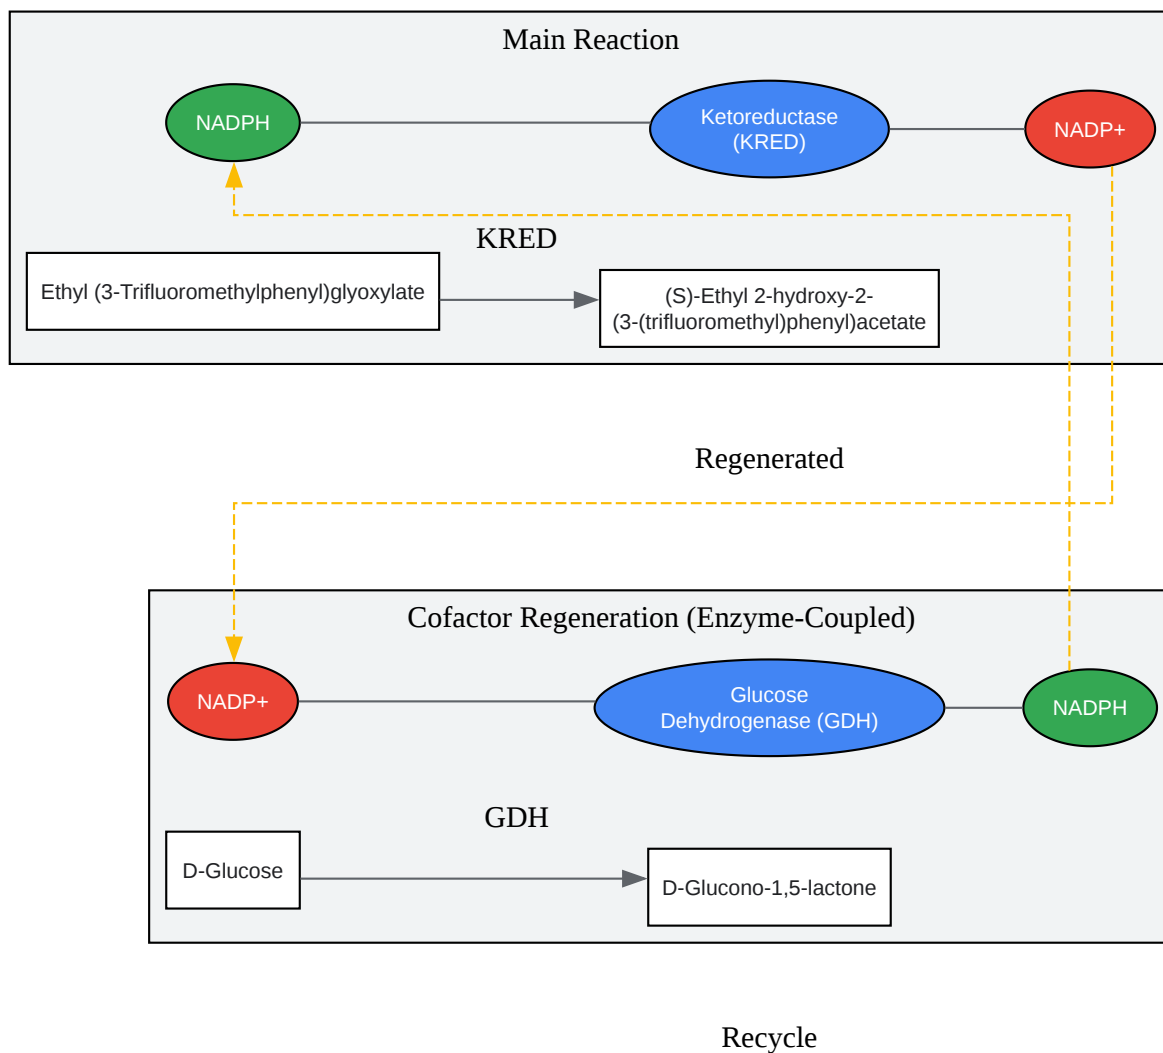 Main Reaction
NADPH
Ketoreductase
(KRED)
NADP+
KRED
Ethyl (3-Trifluoromethylphenyl)glyoxylate
(S)-Ethyl 2-hydroxy-2-
(3-(trifluoromethyl)phenyl)acetate
Regenerated
Cofactor Regeneration (Enzyme-Coupled)
NADP+
Glucose
Dehydrogenase (GDH)
NADPH
GDH
D-Glucose
D-Glucono-1,5-lactone
Recycle